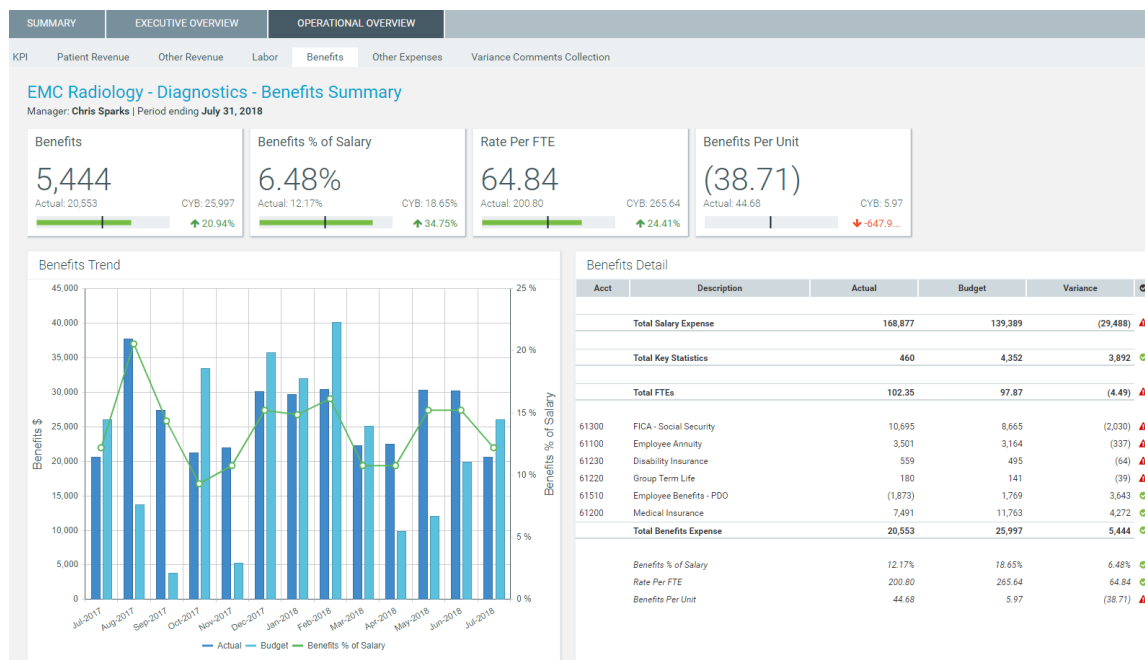 SUMMARY EXECUTIVE OVERVIEW OPERATIONAL OVERVIEW
KPI Patient Revenue Other Revenue Labor Benefits Other Expenses Variance Comments Collection
EMC Radiology - Diagnostics - Benefits Summary
Manager: Chris Sparks | Period ending July 31, 2018
Benefits
5,444
Actual: 20,553 CYB: 25,997
20.94%
Benefits % of Salary
6.48%
Actual: 12.17% CYB: 18.65%
34.75%
Rate Per FTE
64.84
Actual: 200.80 CYB: 265.64
24.41%
Benefits Per Unit
(38.71)
Actual: 44.68 CYB: 5.97
-647.9...
Benefits Trend
45,000 25 %
40,000
35,000 20 %
30,000
25,000 15 %
20,000 10 %
15,000
10,000 5 %
5,000
0 0 %
Benefits $
Benefits % of Salary
Jul-2017 Aug-2017 Sep-2017 Oct-2017 Nov-2017 Dec-2017 Jan-2018 Feb-2018 Mar-2018 Apr-2018 May-2018 Jun-2018 Jul-2018
Actual Budget Benefits % of Salary
Benefits Detail
Acct Description Actual Budget Variance
Total Salary Expense 168,877 139,389 (29,488)
Total Key Statistics 460 4,352 3,892
Total FTEs 102.35 97.87 (4.49)
61300 FICA - Social Security 10,695 8,665 (2,030)
61100 Employee Annuity 3,501 3,164 (337)
61230 Disability Insurance 559 495 (64)
61220 Group Term Life 180 141 (39)
61510 Employee Benefits - PDO (1,873) 1,769 3,643
61200 Medical Insurance 7,491 11,763 4,272
Total Benefits Expense 20,553 25,997 5,444
Benefits % of Salary 12.17% 18.65% 6.48%
Rate Per FTE 200.80 265.64 64.84
Benefits Per Unit 44.68 5.97 (38.71)